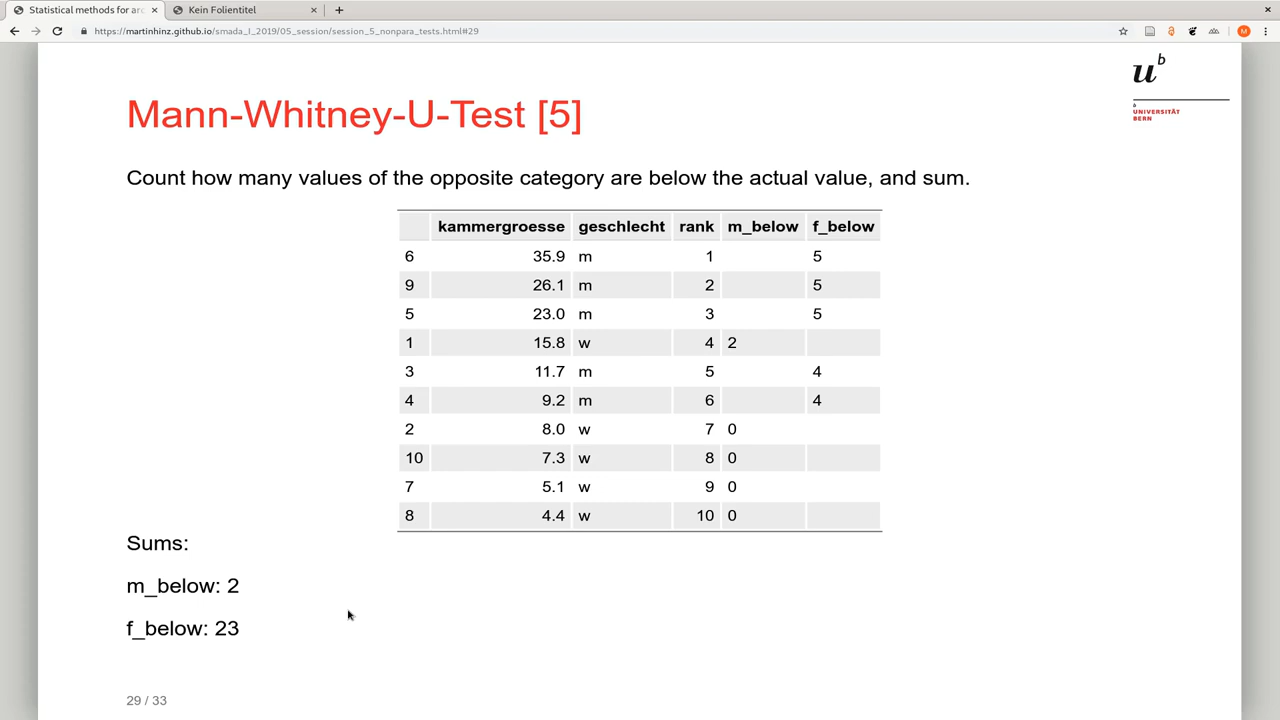 Statistical methods for arc
Kein Folientitel
https://martinhinz.github.io/smada_I_2019/05_session/session_5_nonpara_tests.html#29
M
u b
b
UNIVERSITÄT
BERN
Mann-Whitney-U-Test [5]
Count how many values of the opposite category are below the actual value, and sum.
kammergroesse geschlecht rank m_below f_below
6 35.9 m 1 5
9 26.1 m 2 5
5 23.0 m 3 5
1 15.8 w 4 2
3 11.7 m 5 4
4 9.2 m 6 4
2 8.0 w 7 0
10 7.3 w 8 0
7 5.1 w 9 0
8 4.4 w 10 0
Sums:
m_below: 2
f_below: 23
29 / 33